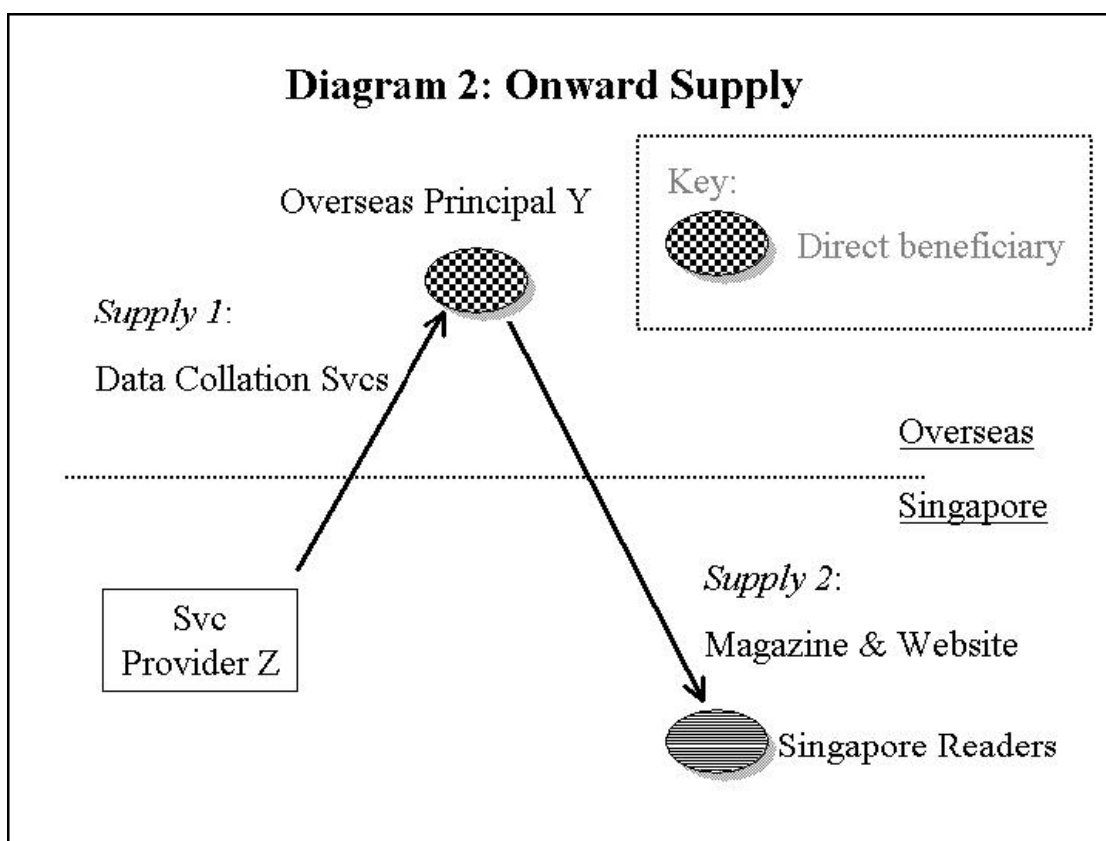 Diagram 2: Onward Supply
Key:
Direct beneficiary
Overseas Principal Y
Supply 1:
Data Collation Svcs
Overseas
Singapore
Svc
Provider Z
Supply 2:
Magazine & Website
Singapore Readers